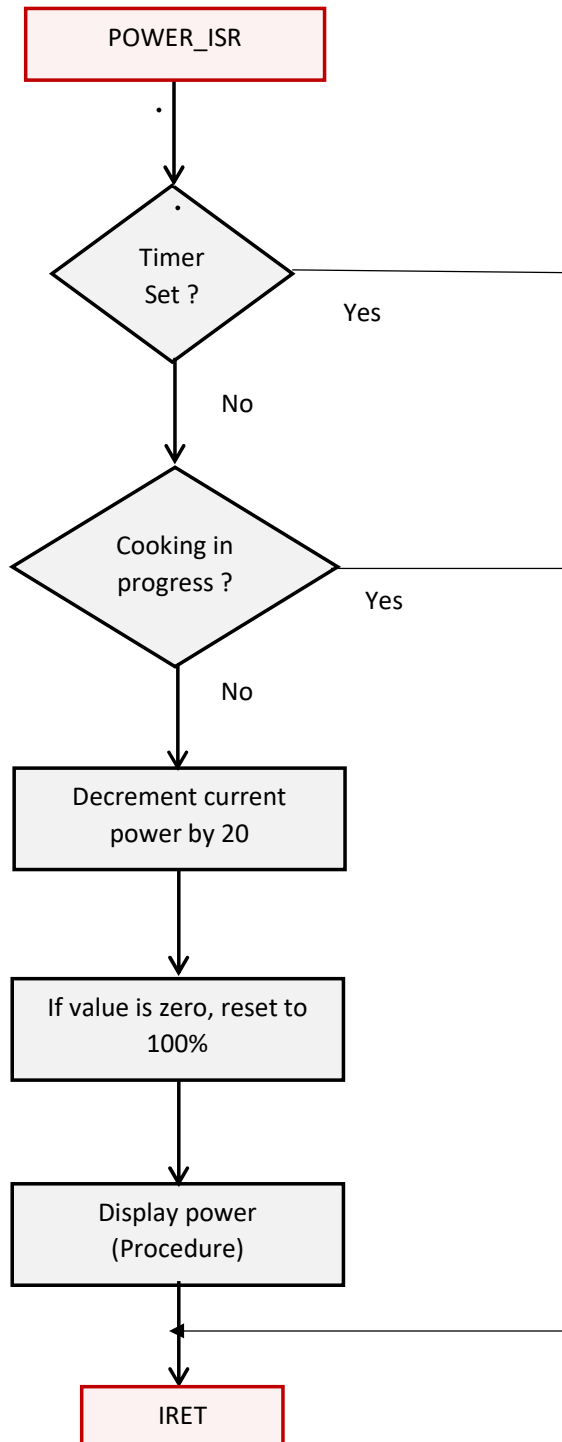 POWER_ISR
Timer
Set ?
Yes
No
Cooking in
progress ?
Yes
No
Decrement current
power by 20
If value is zero, reset to
100%
Display power
(Procedure)
IRET